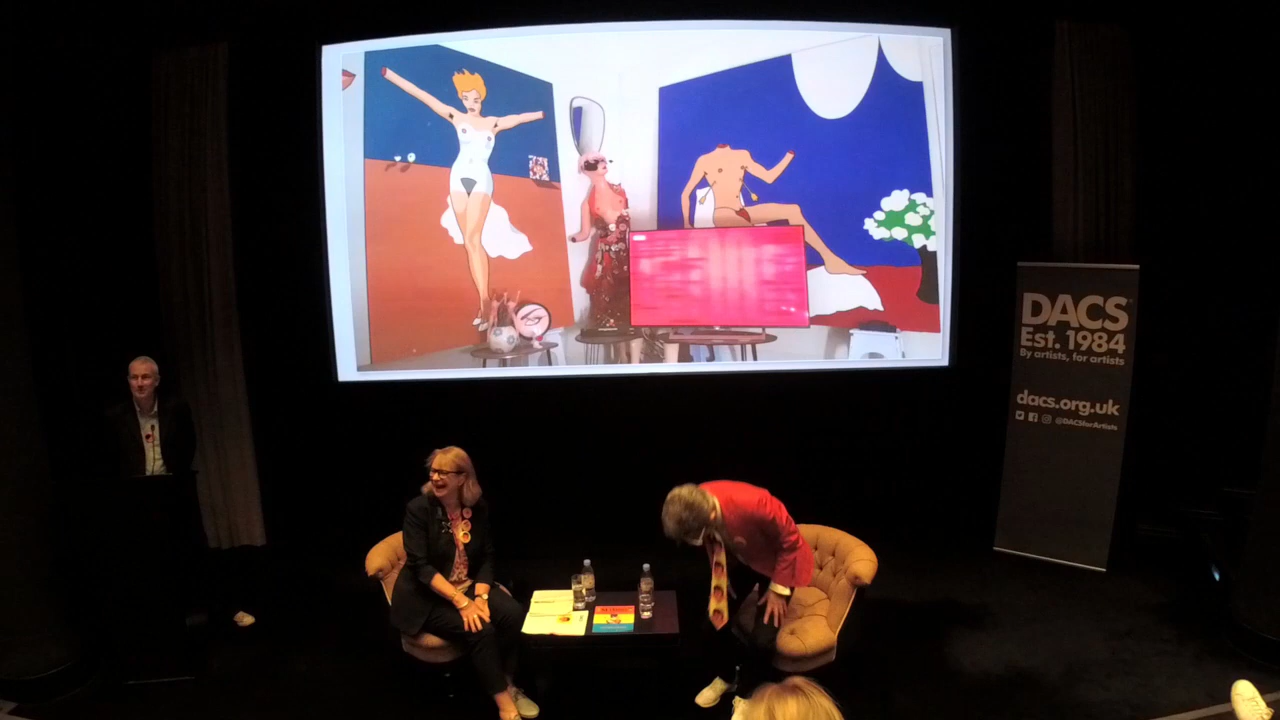 DACS
Est. 1984
By artists, for artists
dacs.org.uk
@DACSforArtists